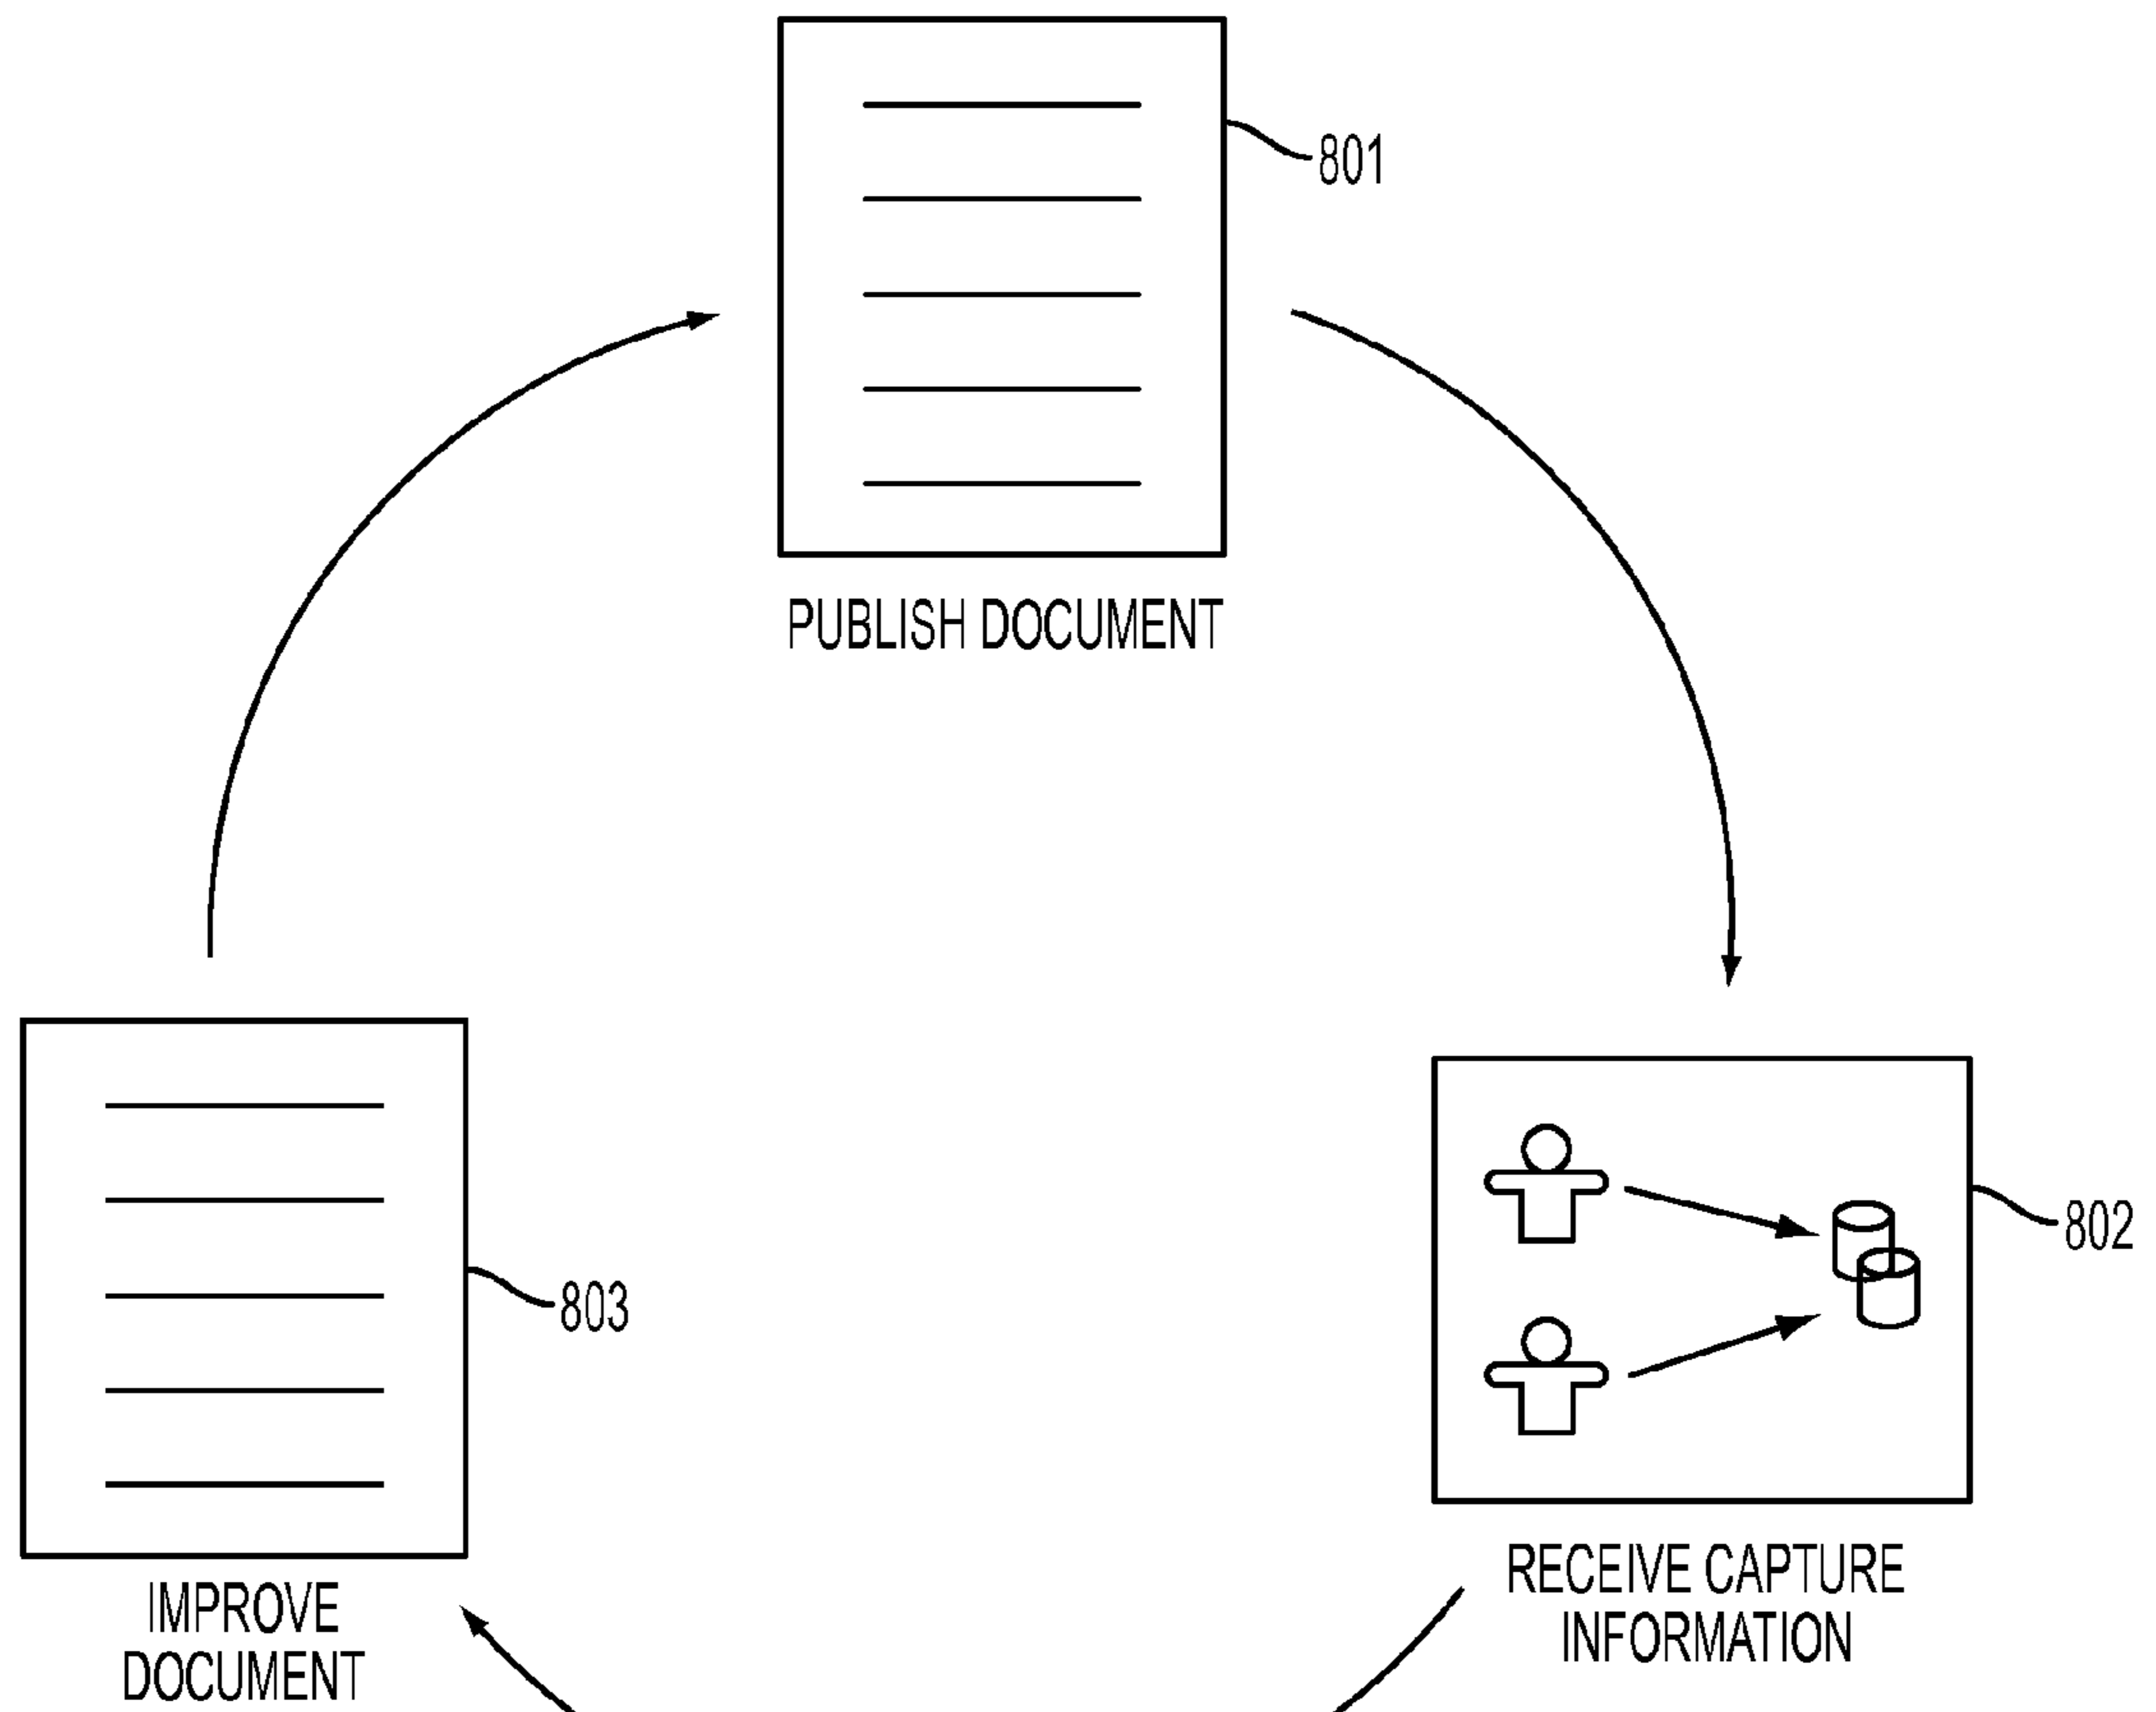 801
PUBLISH DOCUMENT
802
803
RECEIVE CAPTURE
INFORMATION
IMPROVE
DOCUMENT